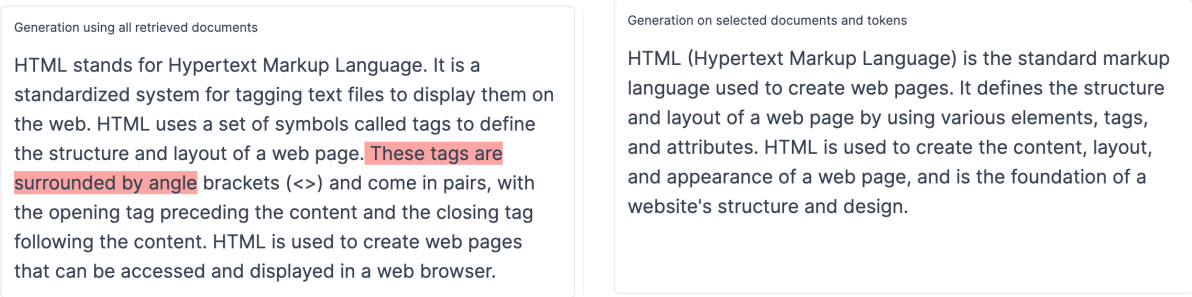 Generation using all retrieved documents
HTML stands for Hypertext Markup Language. It is a
standardized system for tagging text files to display them on
the web. HTML uses a set of symbols called tags to define
the structure and layout of a web page. These tags are
surrounded by angle brackets (<>) and come in pairs, with
the opening tag preceding the content and the closing tag
following the content. HTML is used to create web pages
that can be accessed and displayed in a web browser.
Generation on selected documents and tokens
HTML (Hypertext Markup Language) is the standard markup
language used to create web pages. It defines the structure
and layout of a web page by using various elements, tags,
and attributes. HTML is used to create the content, layout,
and appearance of a web page, and is the foundation of a
website's structure and design.